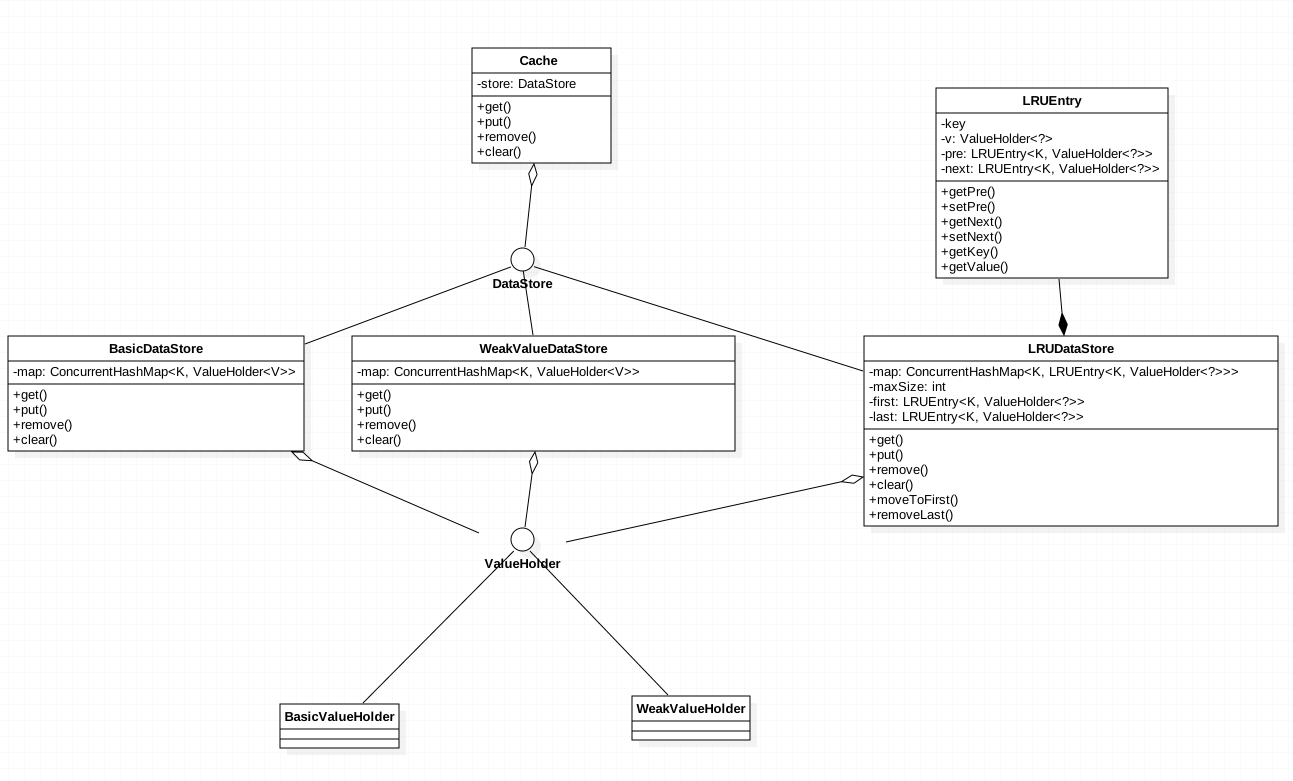 Cache
-store: DataStore
+get()
+put()
+remove()
+clear()
LRUEntry
-key
-v: ValueHolder<?>
-pre: LRUEntry<K, ValueHolder<?>>
-next: LRUEntry<K, ValueHolder<?>>
+getPre()
+setPre()
+getNext()
+setNext()
+getKey()
+getValue()
DataStore
BasicDataStore
-map: ConcurrentHashMap<K, ValueHolder<V>>
+get()
+put()
+remove()
+clear()
WeakValueDataStore
-map: ConcurrentHashMap<K, ValueHolder<V>>
+get()
+put()
+remove()
+clear()
LRUDataStore
-map: ConcurrentHashMap<K, LRUEntry<K, ValueHolder<?>>>
-maxSize: int
-first: LRUEntry<K, ValueHolder<?>>
-last: LRUEntry<K, ValueHolder<?>>
+get()
+put()
+remove()
+clear()
+moveToFirst()
+removeLast()
ValueHolder
BasicValueHolder
WeakValueHolder